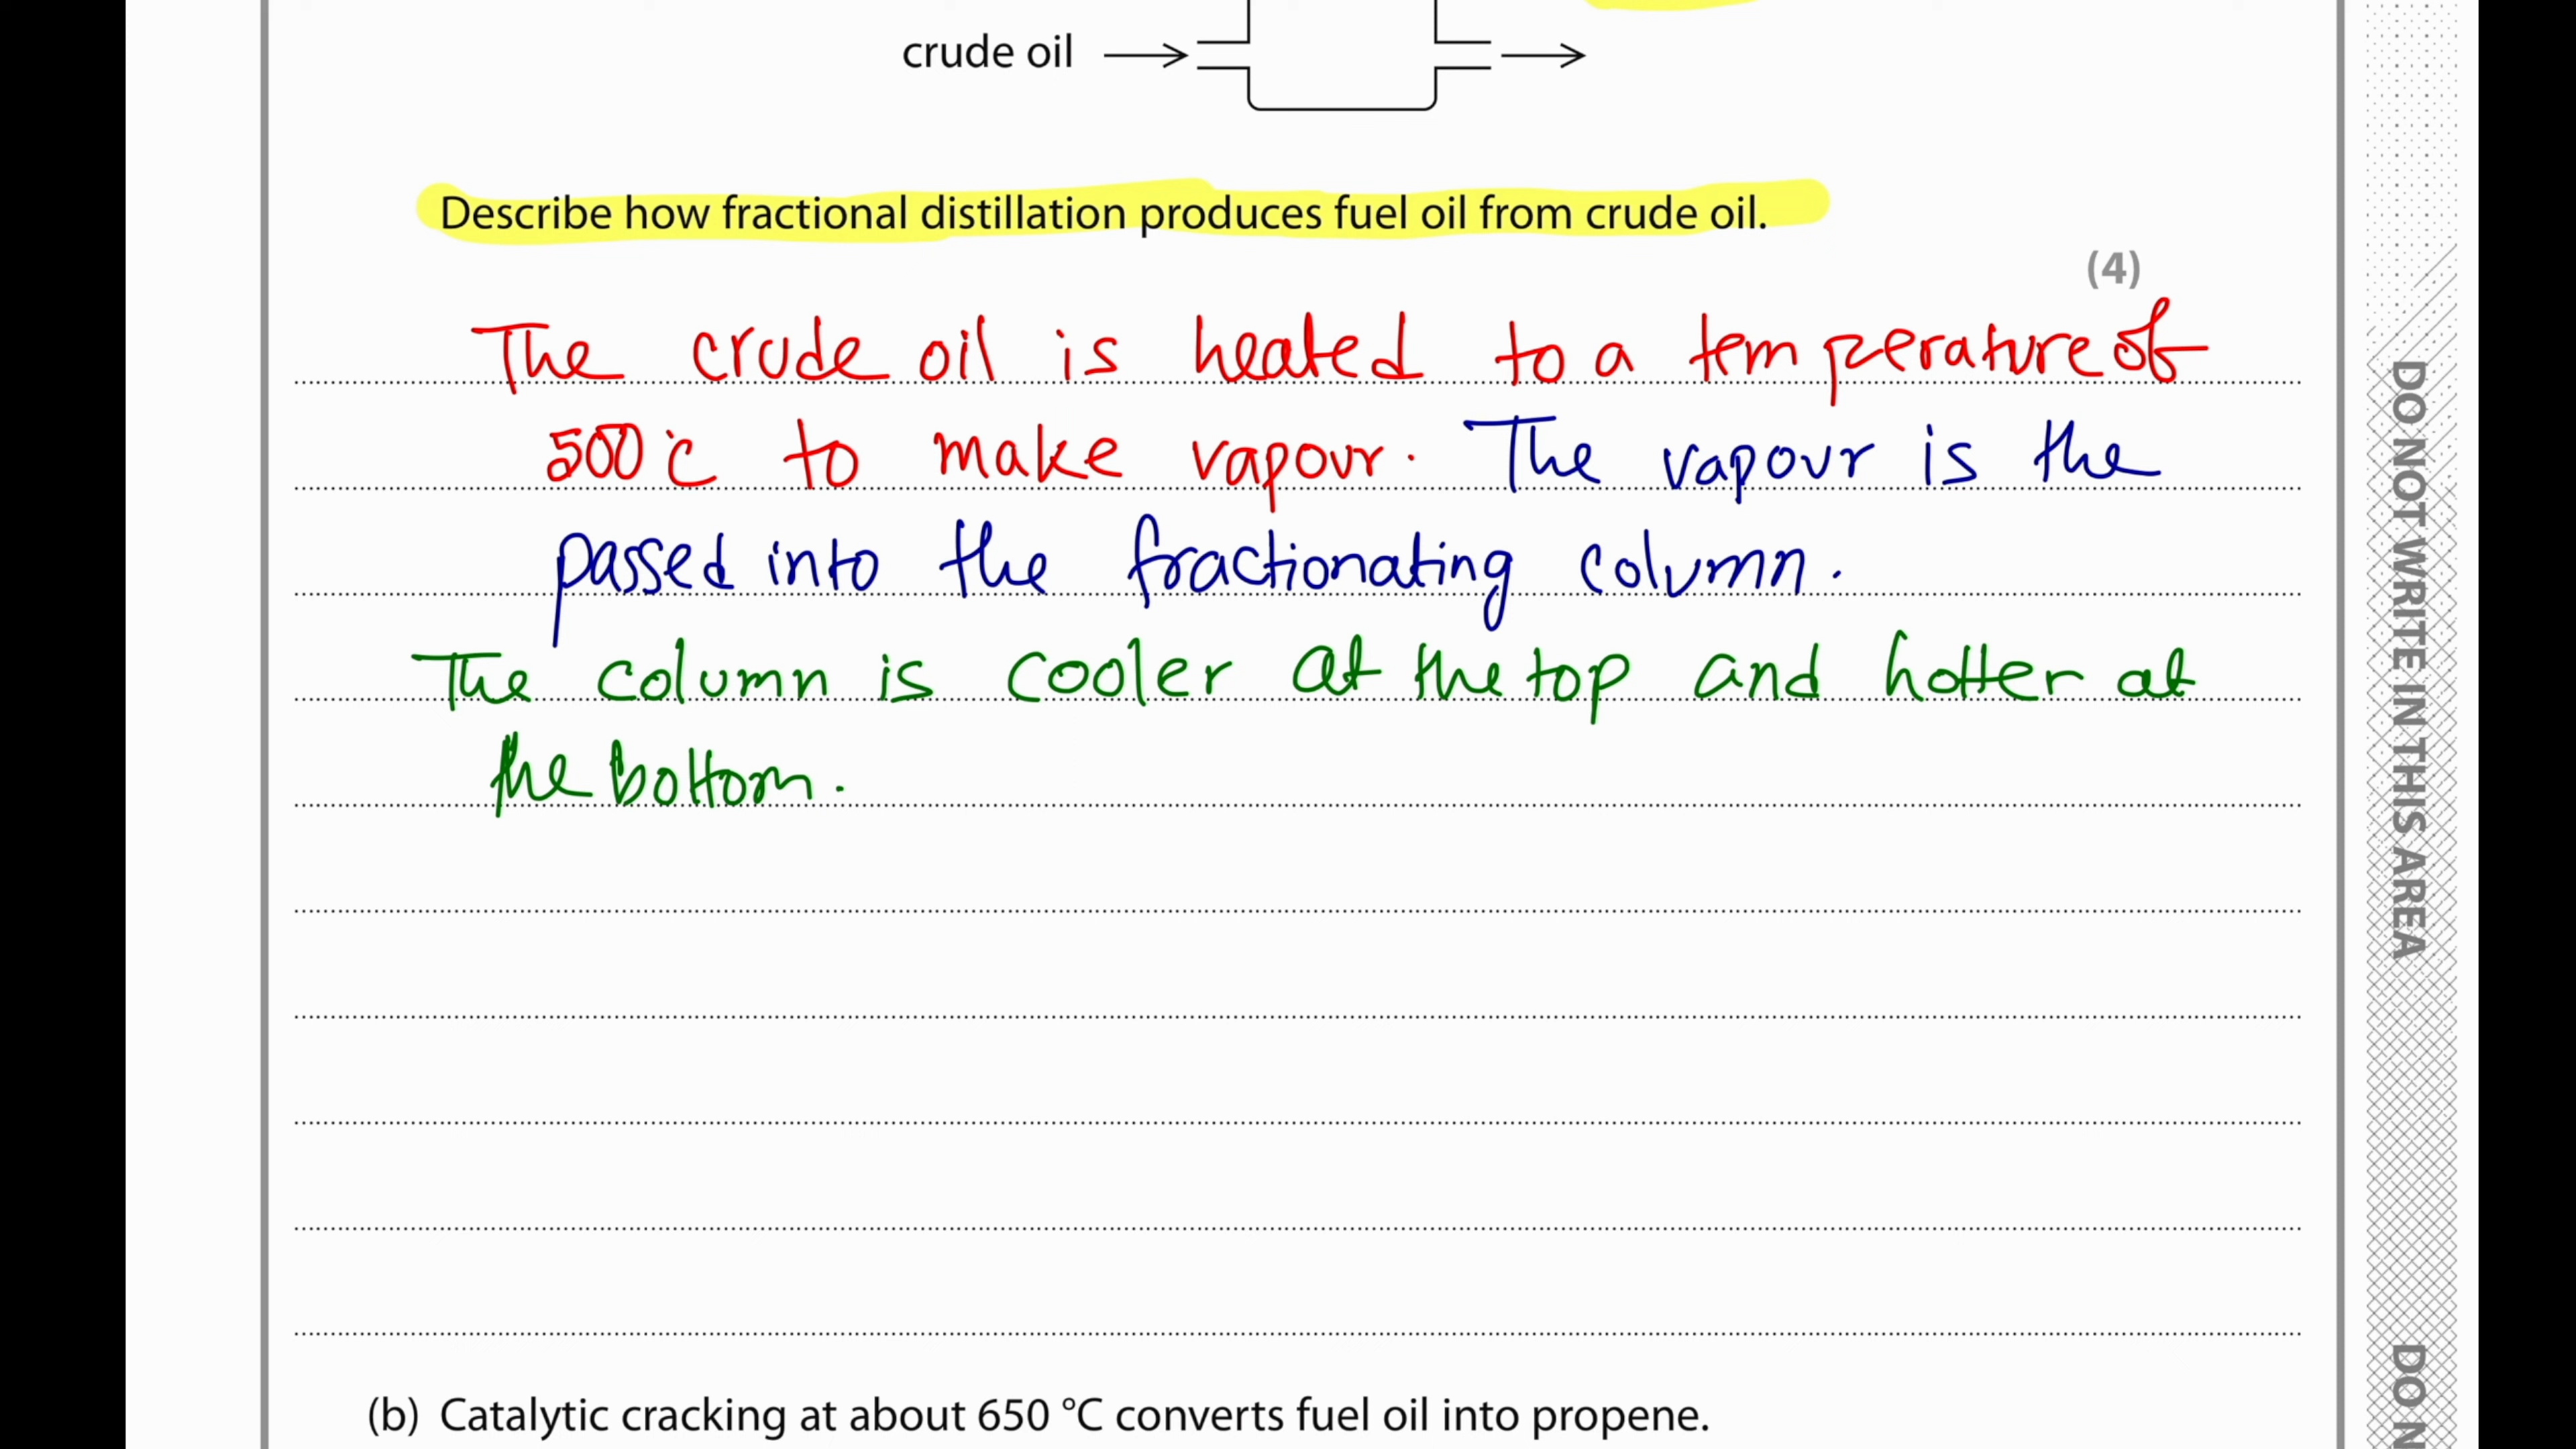 crude oil
Describe how fractional distillation produces fuel oil from crude oil.
(4)
The crude oil is heated to a temperature of
500°c to make vapour. The vapour is the
passed into the fractionating column.
The column is cooler at the top and hotter at
the bottom.
(b) Catalytic cracking at about 650 °C converts fuel oil into propene.
DO NOT WRITE IN THIS AREA
DO N